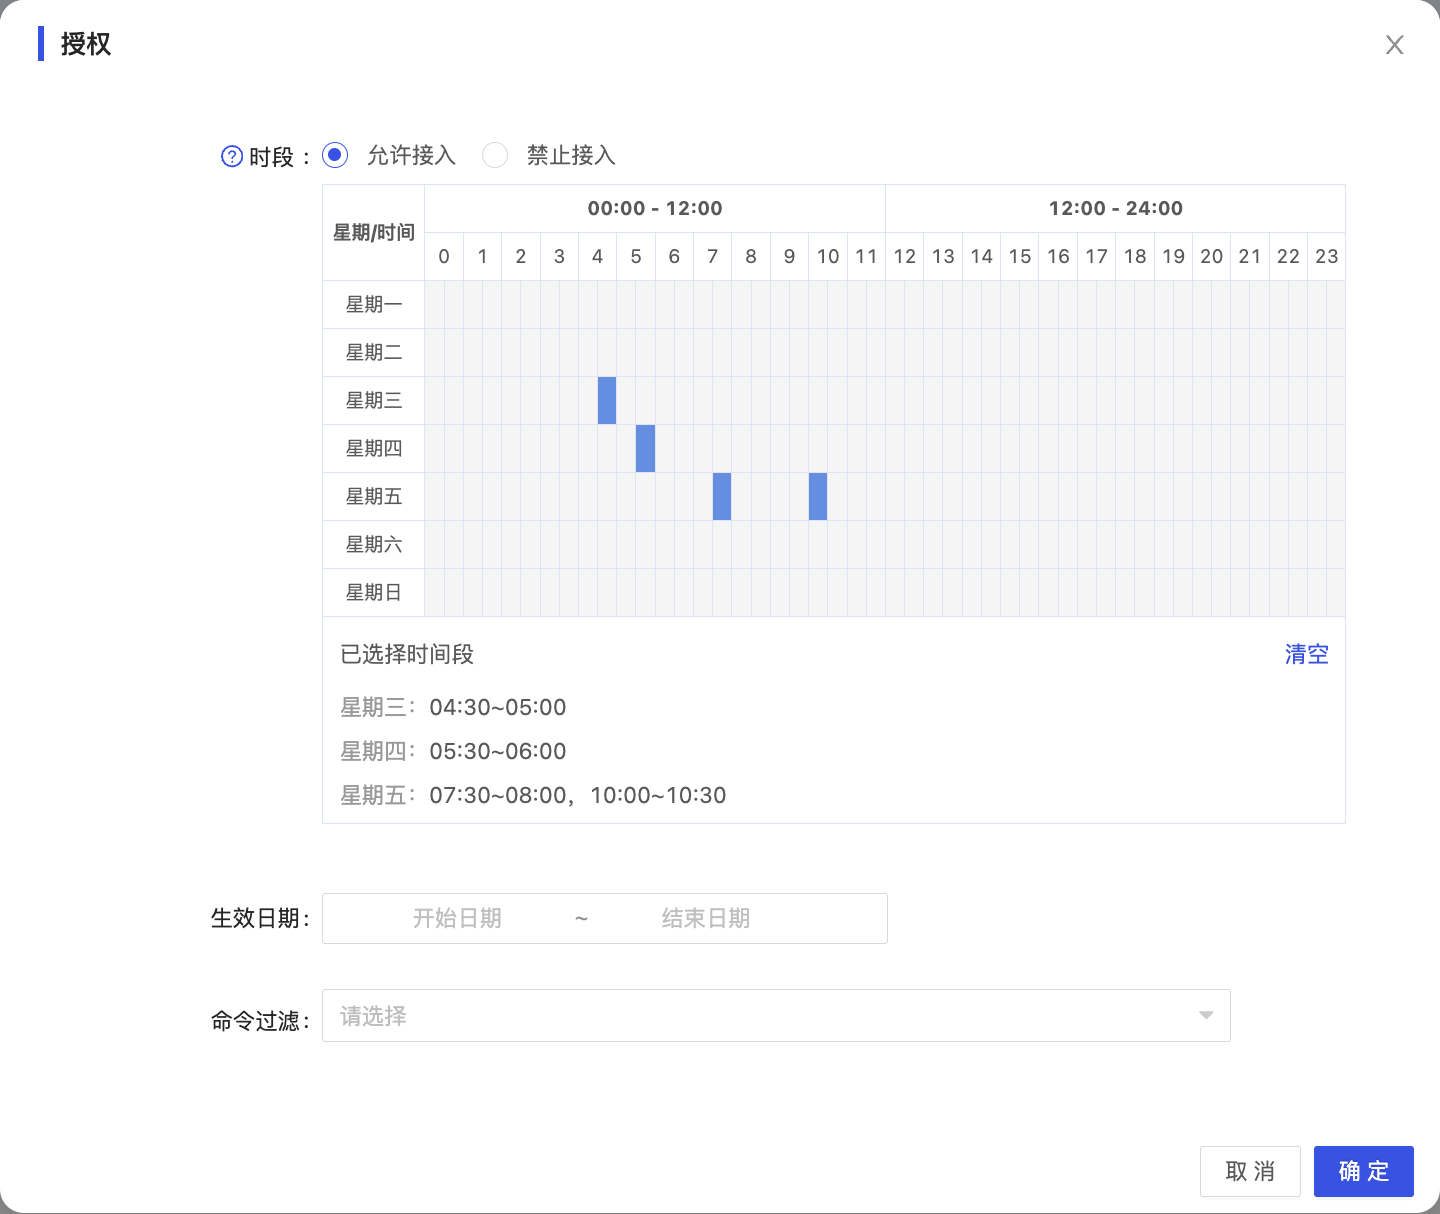 授权
时段 : 允许接入 禁止接入
星期/时间 00:00 - 12:00 12:00 - 24:00
0 1 2 3 4 5 6 7 8 9 10 11 12 13 14 15 16 17 18 19 20 21 22 23
星期一
星期二
星期三
星期四
星期五
星期六
星期日
已选择时间段 清空
星期三: 04:30~05:00
星期四: 05:30~06:00
星期五: 07:30~08:00, 10:00~10:30
生效日期: 开始日期 ~ 结束日期
命令过滤: 请选择
取 消 确 定